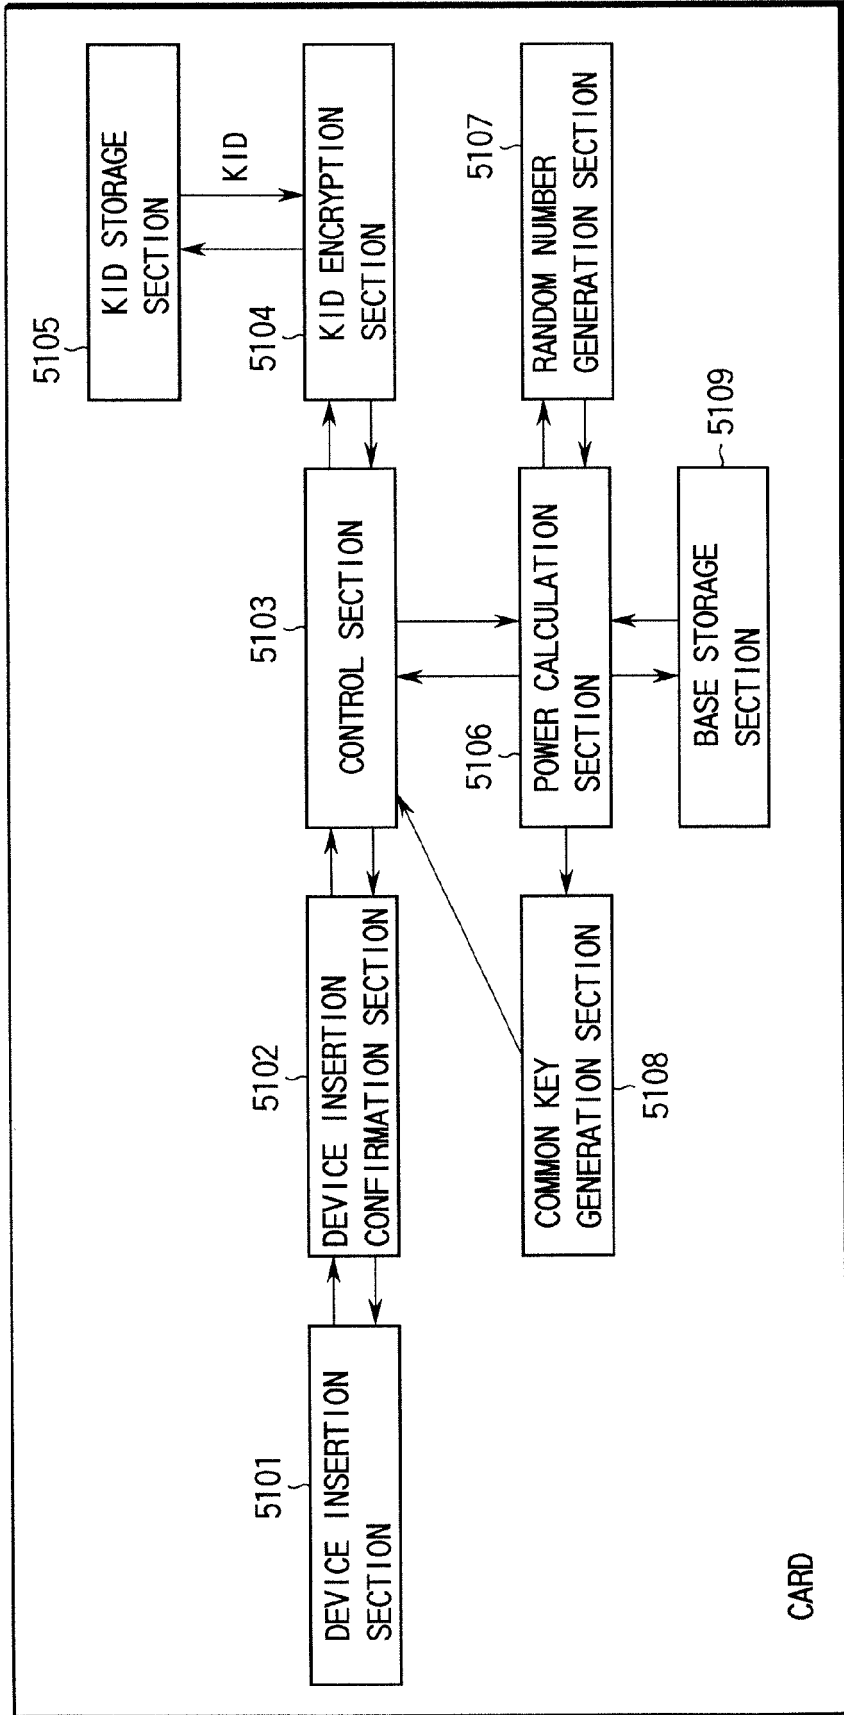 5105
KID STORAGE
SECTION
KID
5101
DEVICE INSERTION
SECTION
5102
DEVICE INSERTION
CONFIRMATION SECTION
5103
CONTROL SECTION
5104
KID ENCRYPTION
SECTION
COMMON KEY
GENERATION SECTION
5108
5106
POWER CALCULATION
SECTION
5107
RANDOM NUMBER
GENERATION SECTION
5109
BASE STORAGE
SECTION
CARD